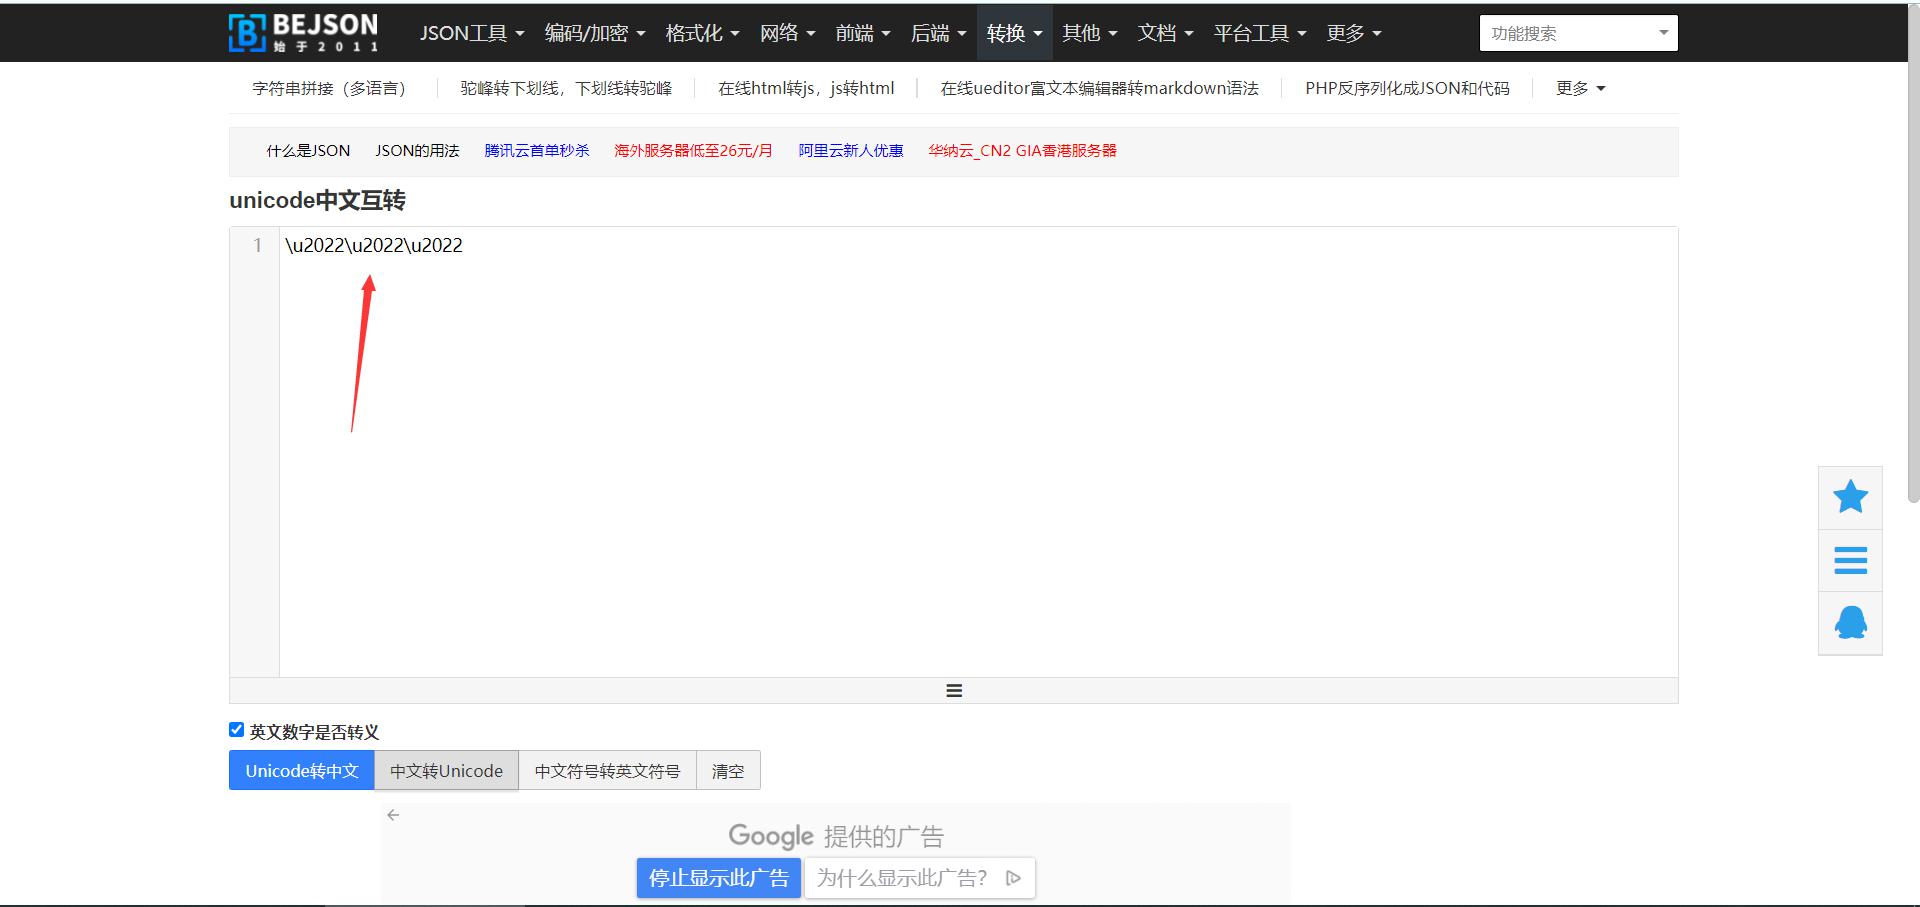 BEJSON
始于2011
JSON工具 编码/加密 格式化 网络 前端 后端 转换 其他 文档 平台工具 更多 功能搜索
字符串拼接（多语言） 驼峰转下划线，下划线转驼峰 在线html转js，js转html 在线ueditor富文本编辑器转markdown语法 PHP反序列化成JSON和代码 更多
什么是JSON JSON的用法 腾讯云首单秒杀 海外服务器低至26元/月 阿里云新人优惠 华纳云_CN2 GIA香港服务器
unicode中文互转
1 \u2022\u2022\u2022
英文数字是否转义
Unicode转中文 中文转Unicode 中文符号转英文符号 清空
Google 提供的广告
停止显示此广告 为什么显示此广告?